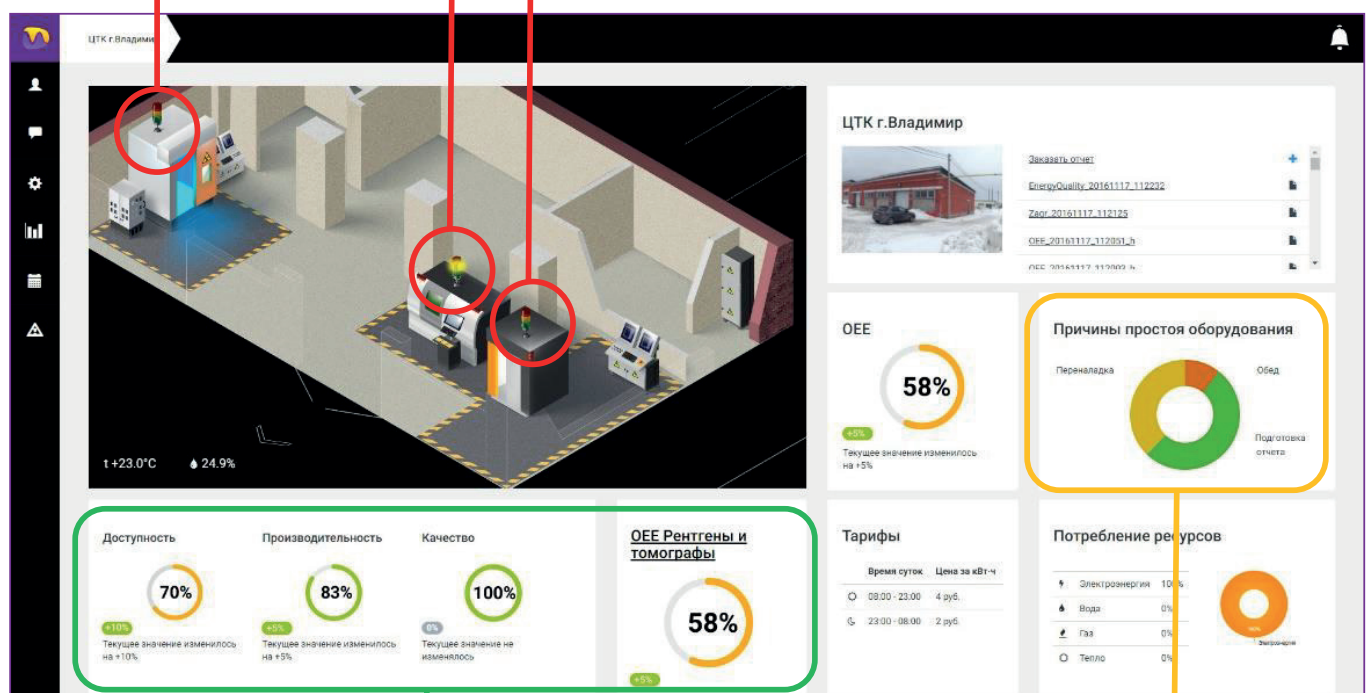 ЦТК г.Владимир
t +23.0°C
24.9%
ЦТК г.Владимир
Заказать отчет
EnergyQuality_20161117_112232
Zagr_20161117_112125
OEE_20161117_112051_h
OEE_20161117_112003_h
OEE
58%
+5%
Текущее значение изменилось
на +5%
Причины простоя оборудования
Переналадка
Обед
Подготовка
отчета
Доступность
70%
+10%
Текущее значение изменилось
на +10%
Производительность
83%
+5%
Текущее значение изменилось
на +5%
Качество
100%
0%
Текущее значение не
изменялось
OEE Рентгены и
томографы
58%
+5%
Тарифы
Время суток Цена за кВт-ч
08:00 - 23:00 4 руб.
23:00 - 08:00 2 руб.
Потребление ресурсов
Электроэнергия 100%
Вода 0%
Газ 0%
Тепло 0%
100%
Электроэнергия